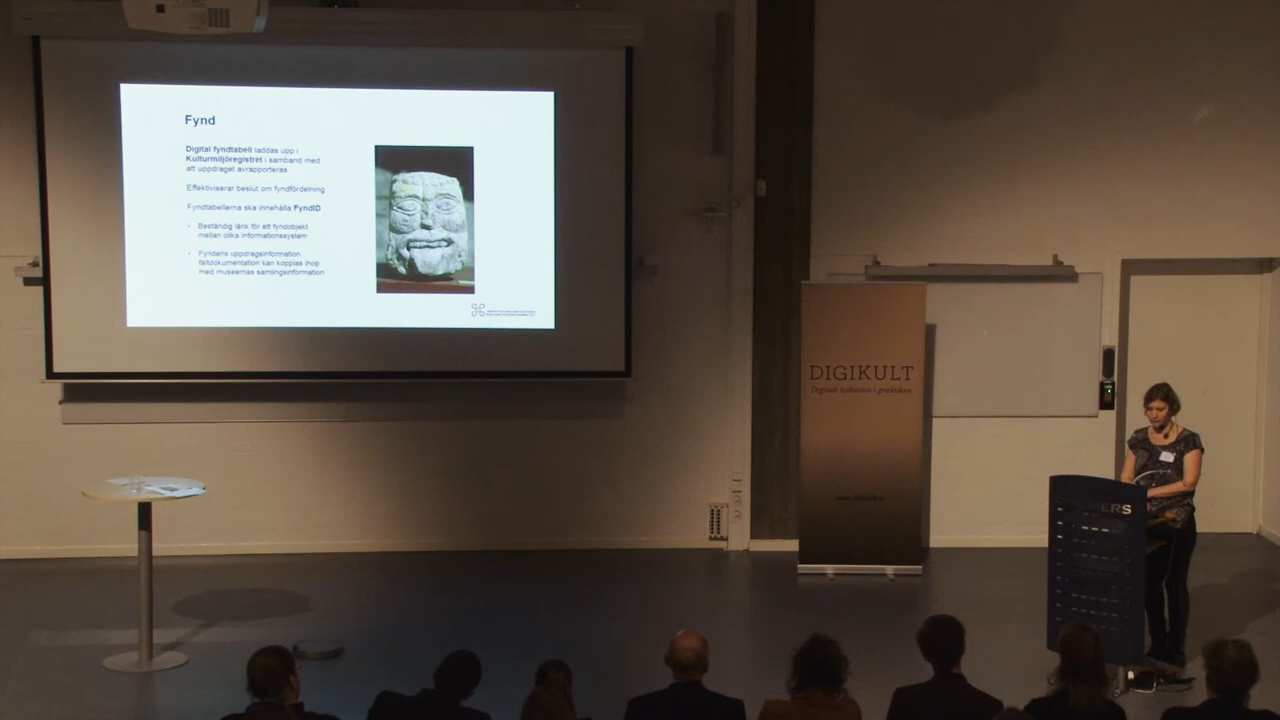 Fynd
Digital fyndtabell laddas upp i
Kulturmiljöregistret i samband med
att uppdraget avrapporteras
Effektiviserar beslut om fyndfördelning
Fyndtabellerna ska innehålla FyndID
• Beständig länk för ett fyndobjekt
mellan olika informationssystem
• Fyndens uppdragsinformation,
fältdokumentation kan kopplas ihop
med museernas samlingsinformation
DIGIKULT
Digitalt kulturarv i praktiken